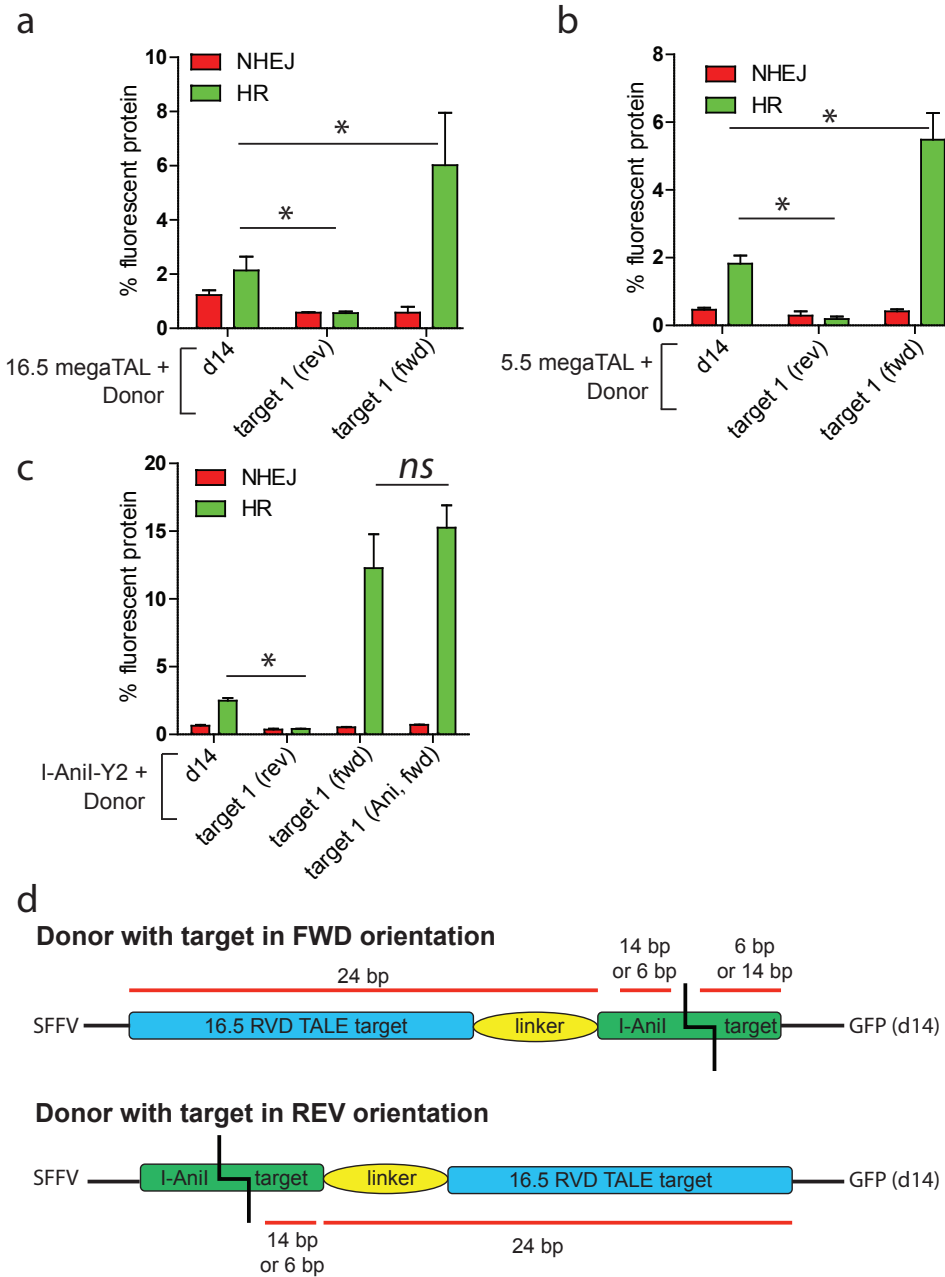 a
% fluorescent protein
10
8
6
4
2
0
NHEJ
HR
*
*
d14
target 1 (rev)
target 1 (fwd)
16.5 megaTAL +
Donor
b
% fluorescent protein
8
6
4
2
0
NHEJ
HR
*
*
d14
target 1 (rev)
target 1 (fwd)
5.5 megaTAL +
Donor
c
% fluorescent protein
20
15
10
5
0
NHEJ
HR
*
ns
d14
target 1 (rev)
target 1 (fwd)
target 1 (Ani, fwd)
I-AniI-Y2 +
Donor
d
Donor with target in FWD orientation
24 bp
14 bp
or 6 bp
6 bp
or 14 bp
SFFV
16.5 RVD TALE target
linker
I-AniI target
GFP (d14)
Donor with target in REV orientation
SFFV
I-AniI target
linker
16.5 RVD TALE target
GFP (d14)
14 bp
or 6 bp
24 bp